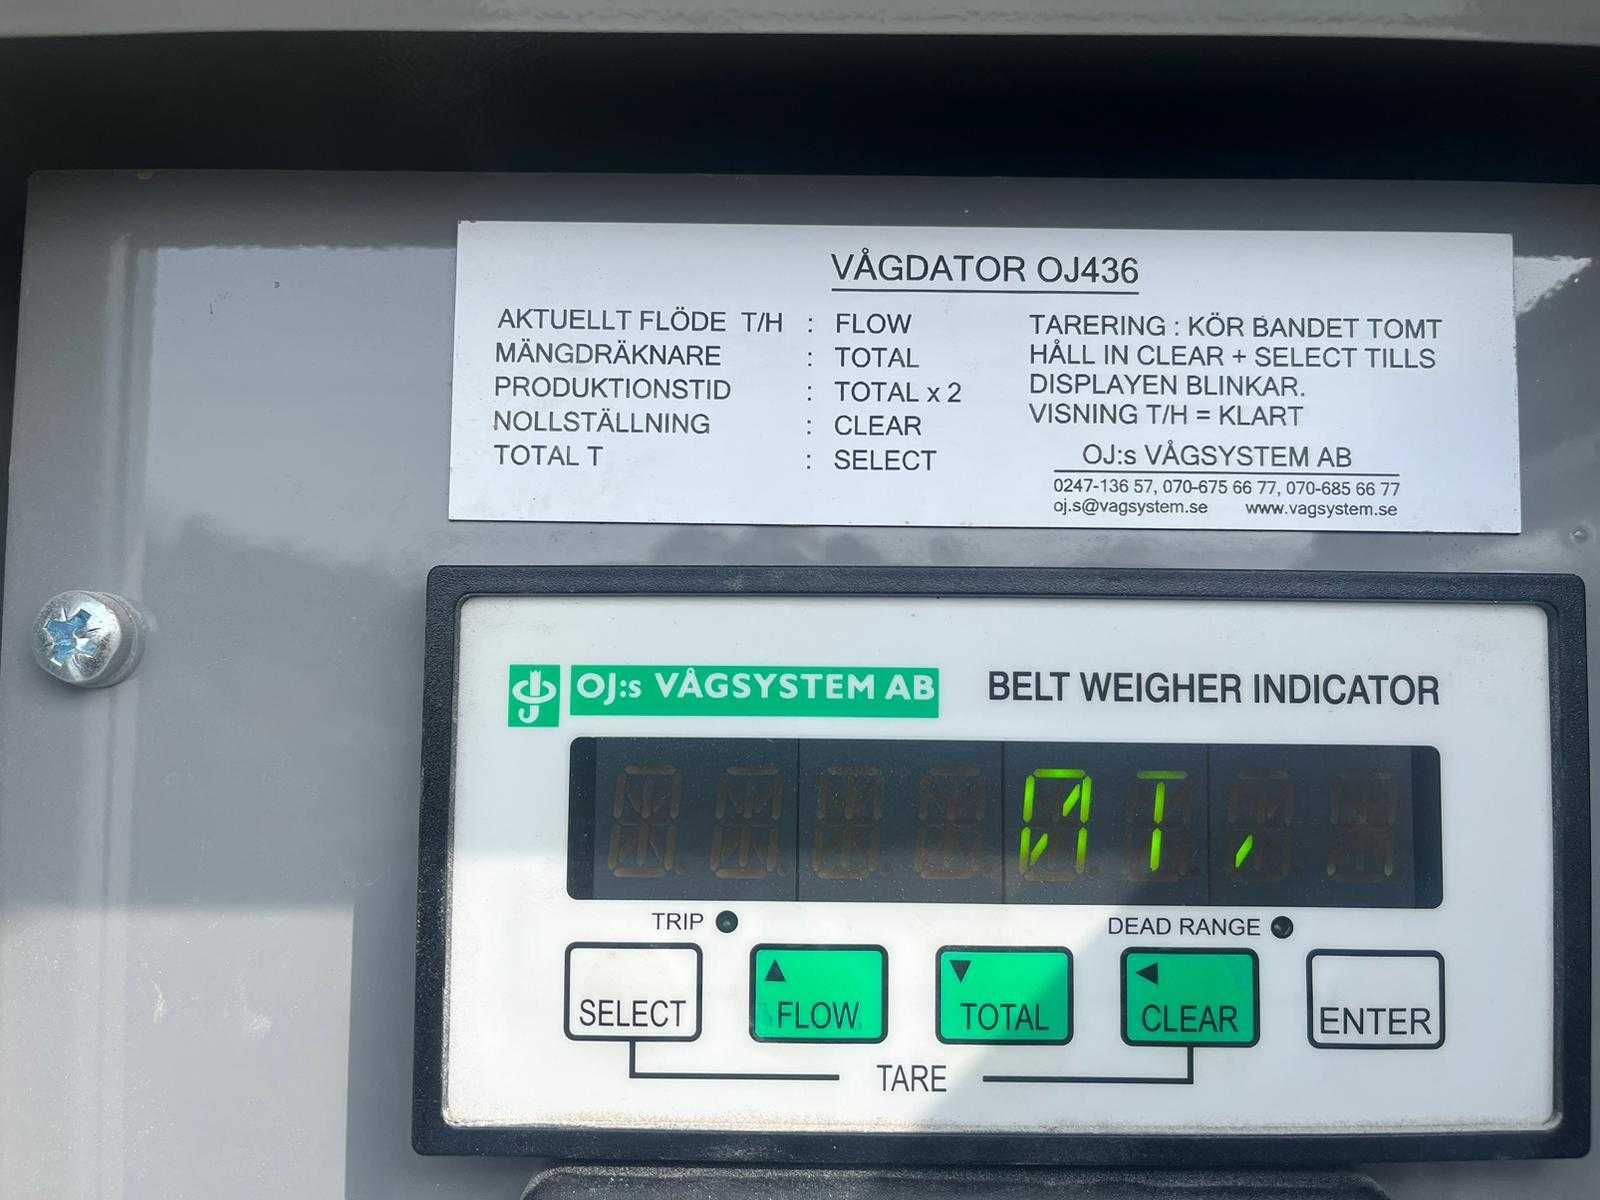 VÅGDATOR OJ436
AKTUELLT FLÖDE T/H : FLOW
MÄNGDRÄKNARE : TOTAL
PRODUKTIONSTID : TOTAL x 2
NOLLSTÄLLNING : CLEAR
TOTAL T : SELECT
TARERING : KÖR BANDET TOMT
HÅLL IN CLEAR + SELECT TILLS
DISPLAYEN BLINKAR.
VISNING T/H = KLART
OJ:s VÅGSYSTEM AB
0247-136 57, 070-675 66 77, 070-685 66 77
oj.s@vagsystem.se www.vagsystem.se
OJ:s VÅGSYSTEM AB
BELT WEIGHER INDICATOR
0T
TRIP
DEAD RANGE
SELECT
FLOW
TOTAL
CLEAR
ENTER
TARE